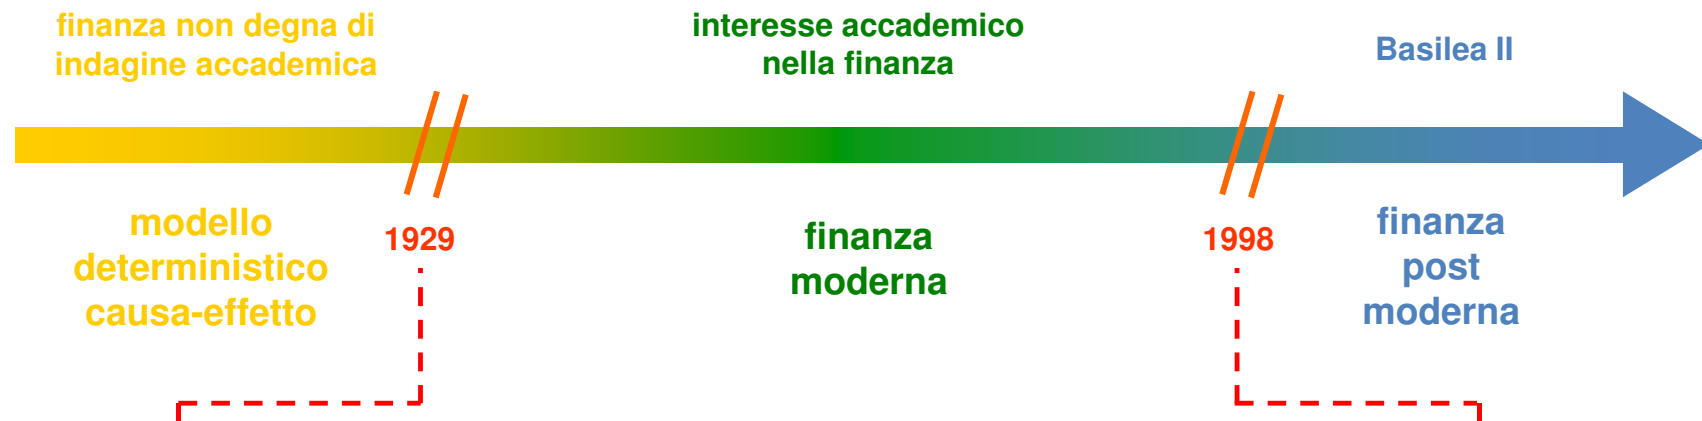 finanza non degna di
indagine accademica
interesse accademico
nella finanza
Basilea II
modello
deterministico
causa-effetto
1929
finanza
moderna
1998
finanza
post
moderna